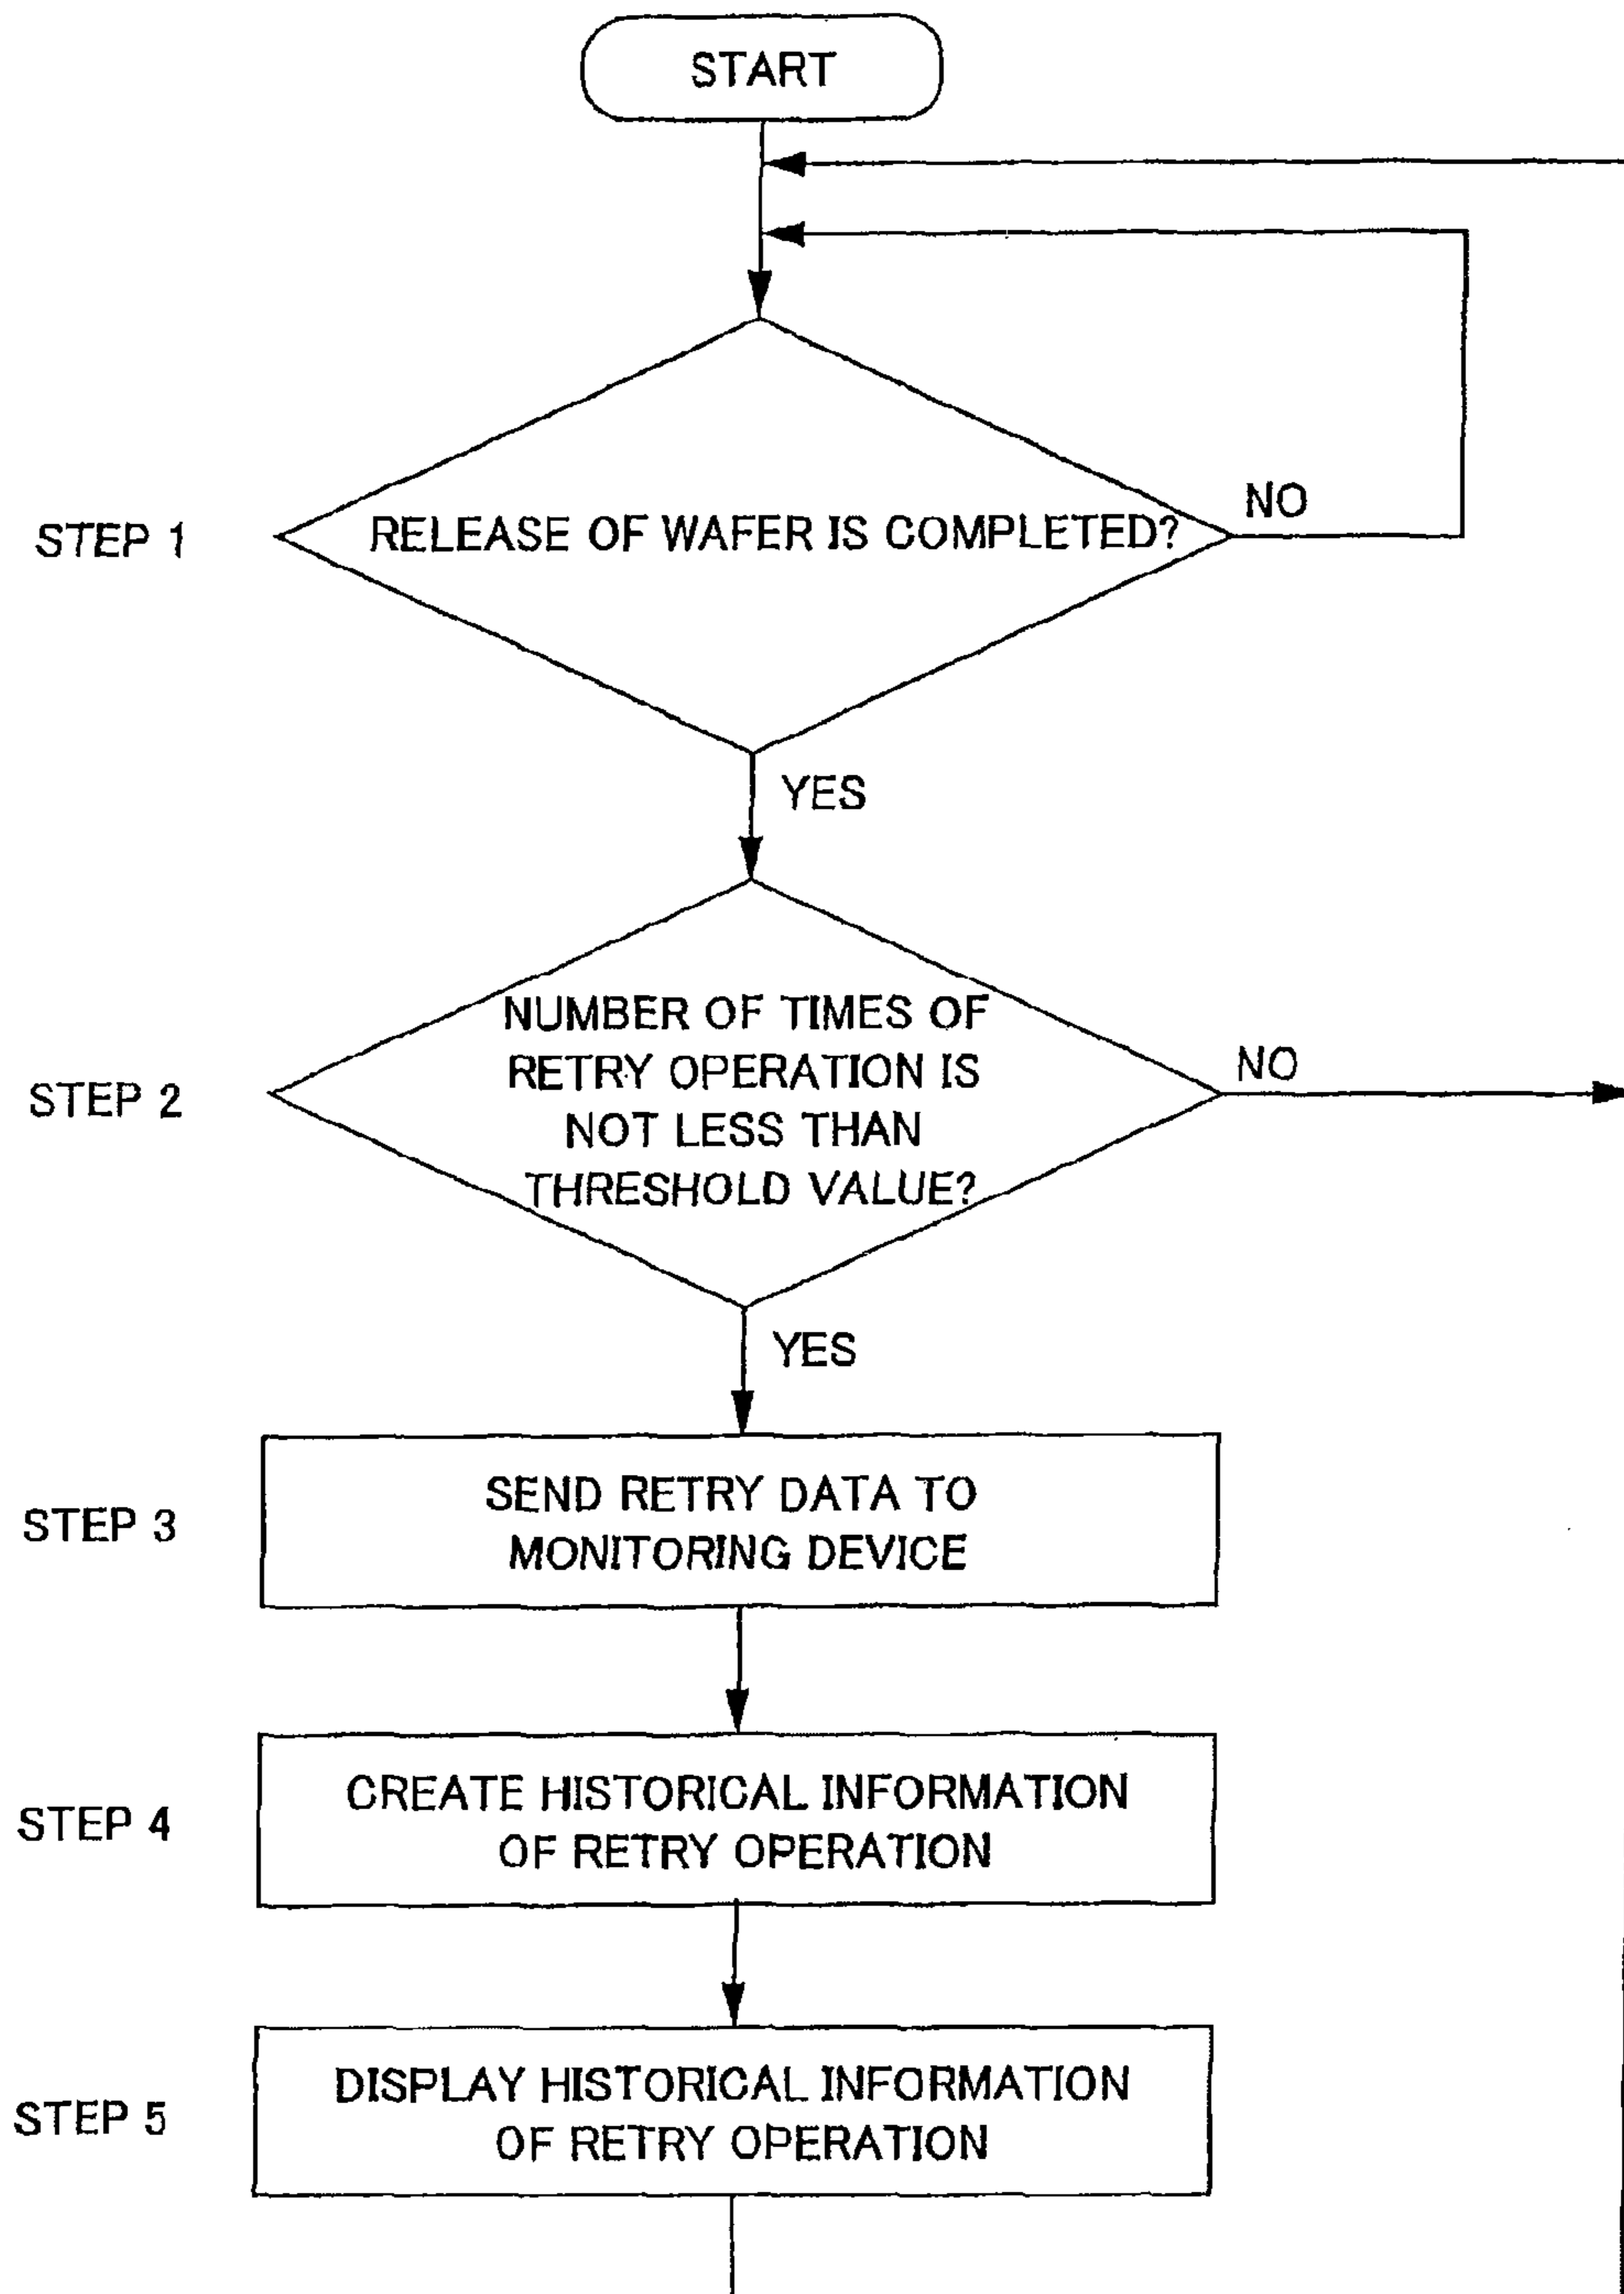 START
STEP 1
RELEASE OF WAFER IS COMPLETED?
NO
YES
STEP 2
NUMBER OF TIMES OF
RETRY OPERATION IS
NOT LESS THAN
THRESHOLD VALUE?
NO
YES
STEP 3
SEND RETRY DATA TO
MONITORING DEVICE
STEP 4
CREATE HISTORICAL INFORMATION
OF RETRY OPERATION
STEP 5
DISPLAY HISTORICAL INFORMATION
OF RETRY OPERATION